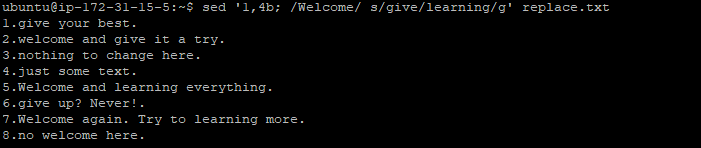 ubuntu@ip-172-31-15-5:~$ sed '1,4b; /Welcome/ s/give/learning/g' replace.txt
1.give your best.
2.welcome and give it a try.
3.nothing to change here.
4.just some text.
5.Welcome and learning everything.
6.give up? Never!.
7.Welcome again. Try to learning more.
8.no welcome here.